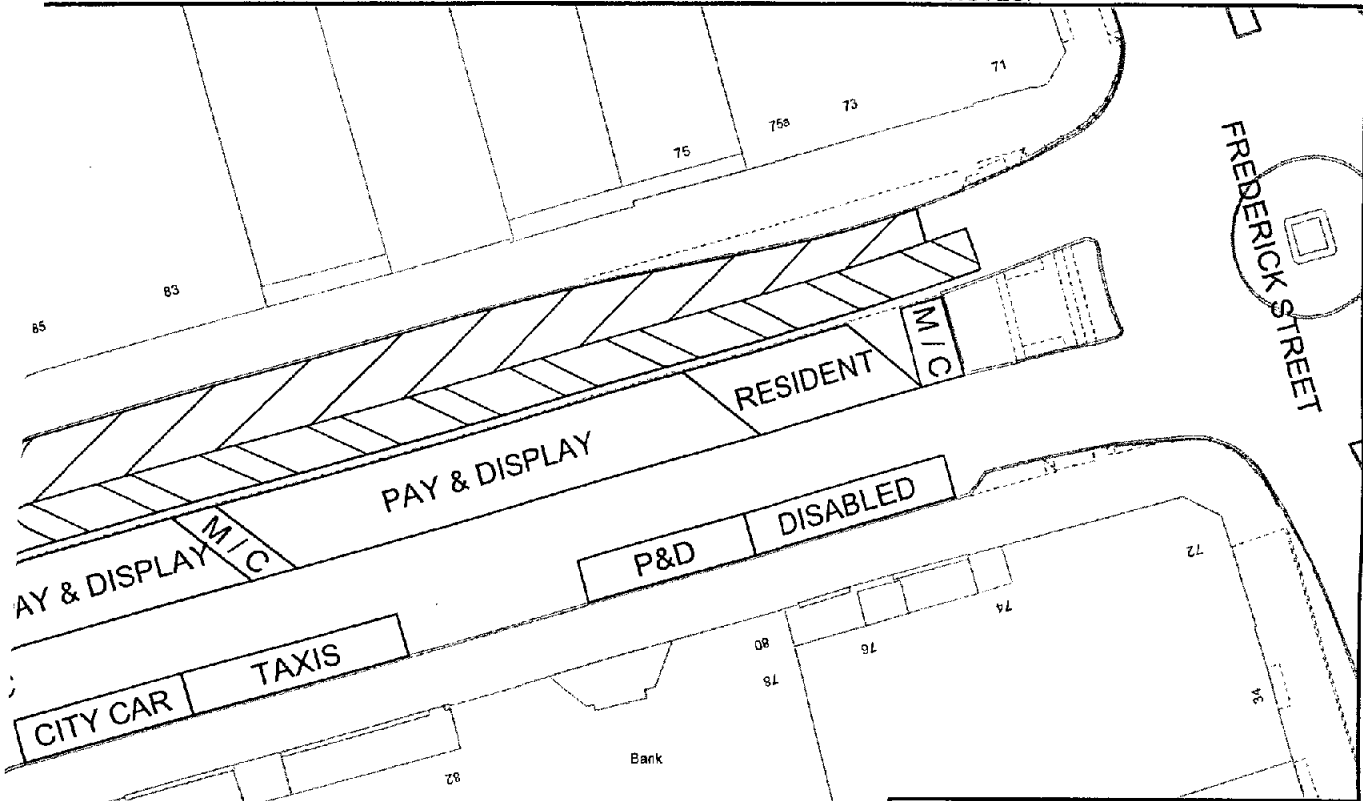 71
73
75a
75
83
85
FREDERICK STREET
M / C
RESIDENT
PAY & DISPLAY
M / C
AY & DISPLAY
DISABLED
P&D
TAXIS
CITY CAR
72
74
76
80
78
34
Bank
82